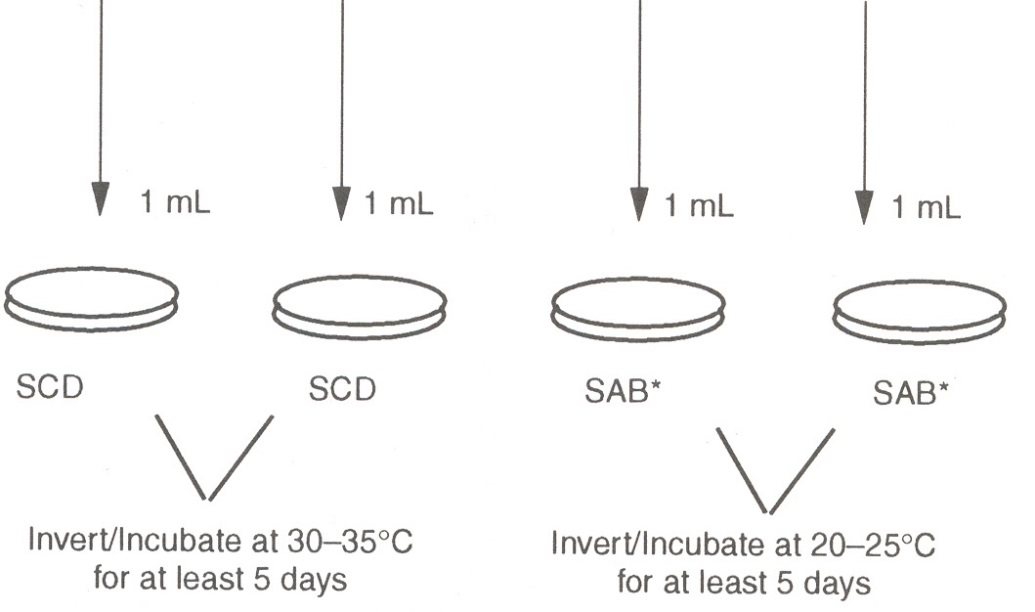 1 mL
1 mL
1 mL
1 mL
SCD
SCD
SAB*
SAB*
Invert/Incubate at 30–35°C
for at least 5 days
Invert/Incubate at 20–25°C
for at least 5 days